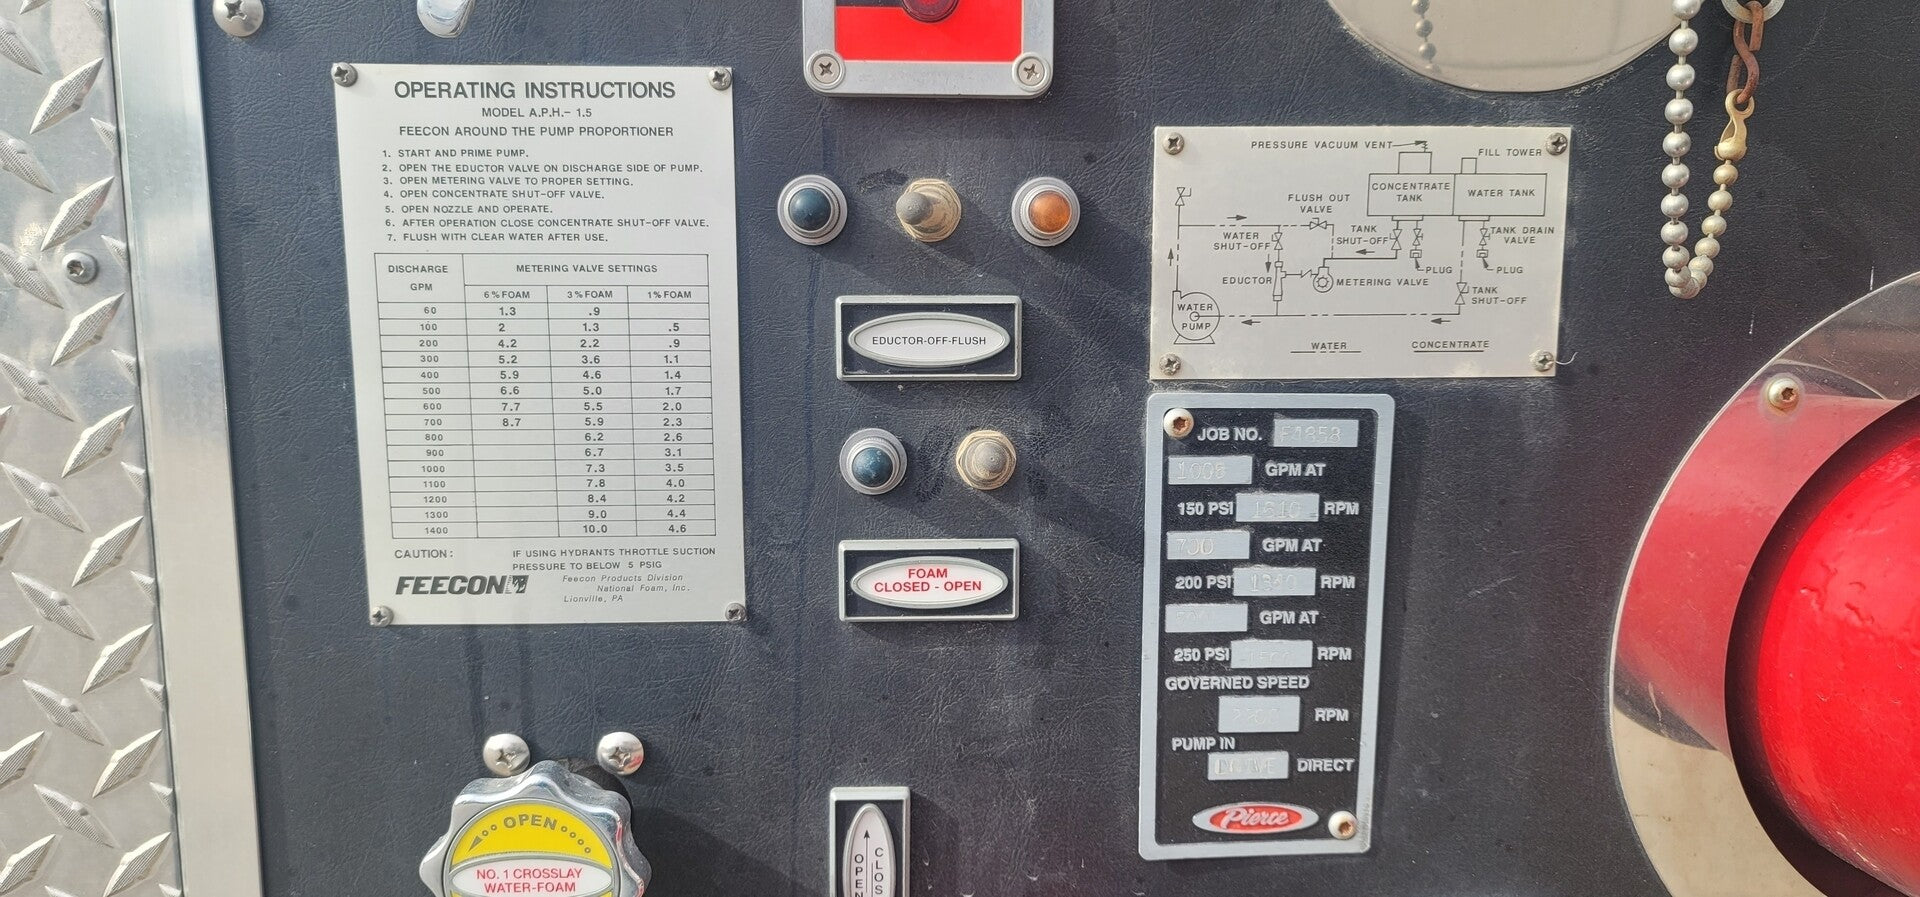 OPERATING INSTRUCTIONS
MODEL A.P.H.- 1.5
FEECON AROUND THE PUMP PROPORTIONER
1. START AND PRIME PUMP.
2. OPEN THE EDUCTOR VALVE ON DISCHARGE SIDE OF PUMP.
3. OPEN METERING VALVE TO PROPER SETTING.
4. OPEN CONCENTRATE SHUT-OFF VALVE.
5. OPEN NOZZLE AND OPERATE.
6. AFTER OPERATION CLOSE CONCENTRATE SHUT-OFF VALVE.
7. FLUSH WITH CLEAR WATER AFTER USE.
DISCHARGE GPM METERING VALVE SETTINGS
6% FOAM 3% FOAM 1% FOAM
60 1.3 .9
100 2 1.3 .5
200 4.2 2.2 .9
300 5.2 3.6 1.1
400 5.9 4.6 1.4
500 6.6 5.0 1.7
600 7.7 5.5 2.0
700 8.7 5.9 2.3
800 6.2 2.6
900 6.7 3.1
1000 7.3 3.5
1100 7.8 4.0
1200 8.4 4.2
1300 9.0 4.4
1400 10.0 4.6
CAUTION: IF USING HYDRANTS THROTTLE SUCTION
PRESSURE TO BELOW 5 PSIG
FEECON
Feecon Products Division
National Foam, Inc.
Lionville, PA
OPEN
NO. 1 CROSSLAY
WATER-FOAM
EDUCTOR-OFF-FLUSH
FOAM
CLOSED - OPEN
OPEN
CLOS
PRESSURE VACUUM VENT
FILL TOWER
CONCENTRATE
TANK
WATER TANK
FLUSH OUT
VALVE
WATER
SHUT-OFF
TANK
SHUT-OFF
TANK DRAIN
VALVE
PLUG
PLUG
EDUCTOR
METERING VALVE
TANK
SHUT-OFF
WATER
PUMP
WATER
CONCENTRATE
JOB NO.
GPM AT
150 PSI 1610 RPM
700 GPM AT
200 PSI RPM
GPM AT
250 PSI RPM
GOVERNED SPEED
RPM
PUMP IN
DIRECT
Pierce